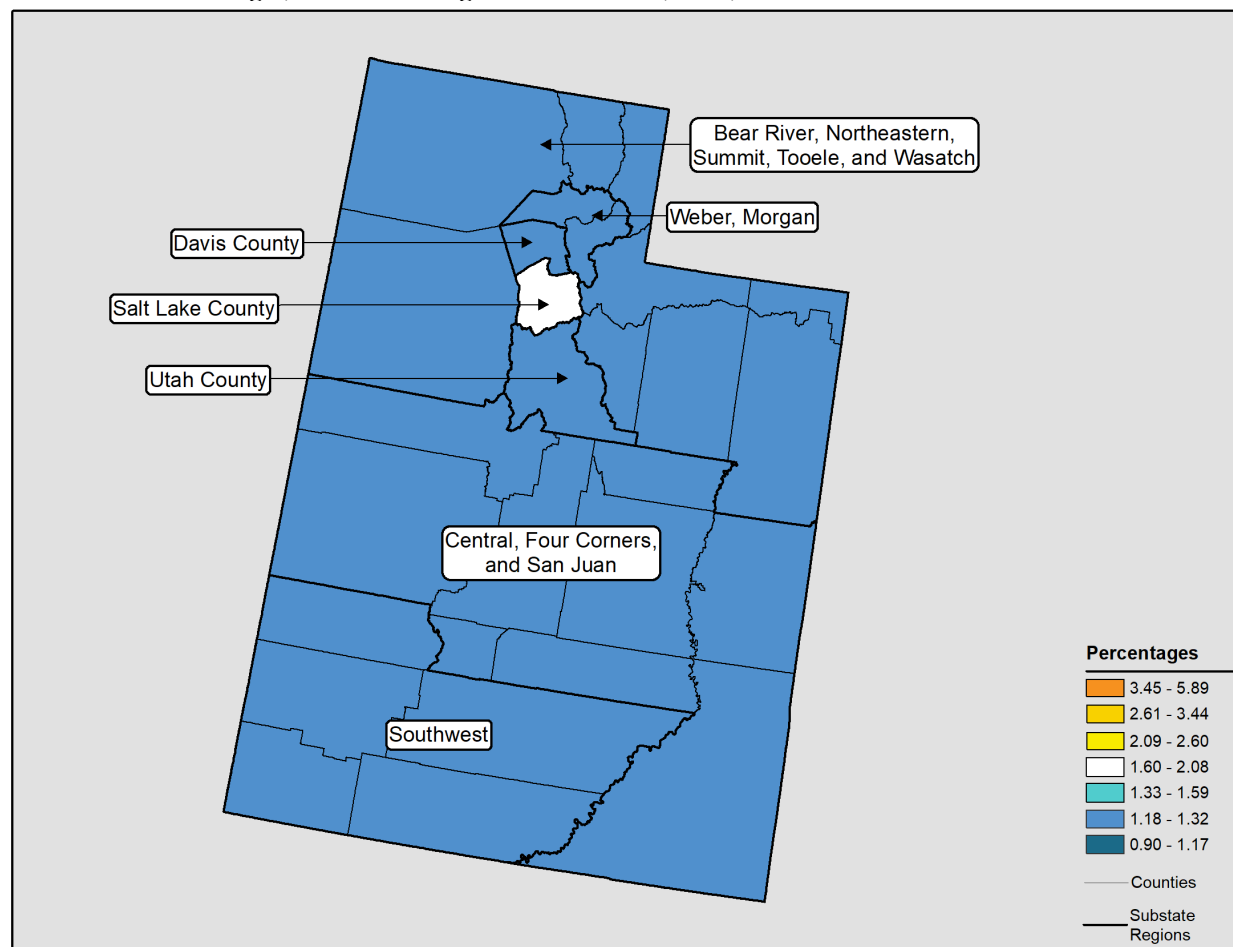 Bear River, Northeastern,
Summit, Tooele, and Wasatch
Weber, Morgan
Davis County
Salt Lake County
Utah County
Central, Four Corners,
and San Juan
Southwest
Percentages
3.45 - 5.89
2.61 - 3.44
2.09 - 2.60
1.60 - 2.08
1.33 - 1.59
1.18 - 1.32
0.90 - 1.17
Counties
Substate
Regions